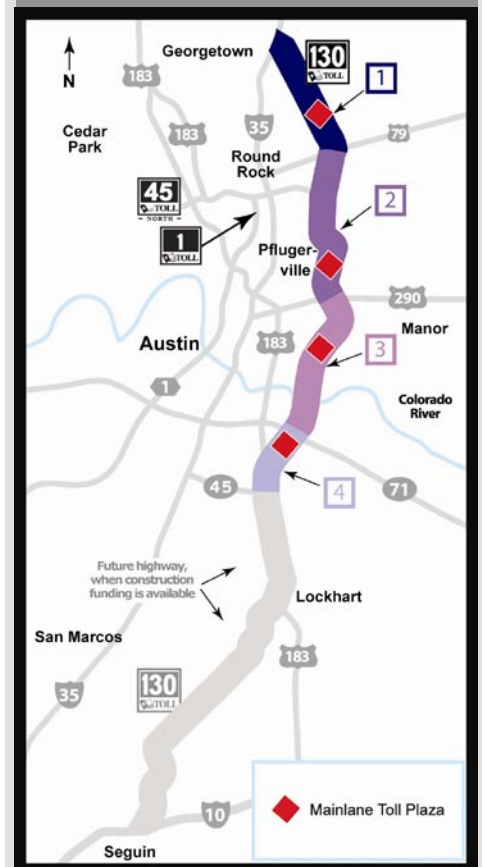 Georgetown
130
TOLL
1
N
183
Cedar
Park
183
35
79
Round
Rock
45
TOLL
NORTH
2
1
TOLL
Pfluger-
ville
290
Manor
Austin
183
3
1
Colorado
River
45
4
71
Future highway,
when construction
funding is available
Lockhart
San Marcos
183
130
TOLL
35
10
Mainlane Toll Plaza
Seguin